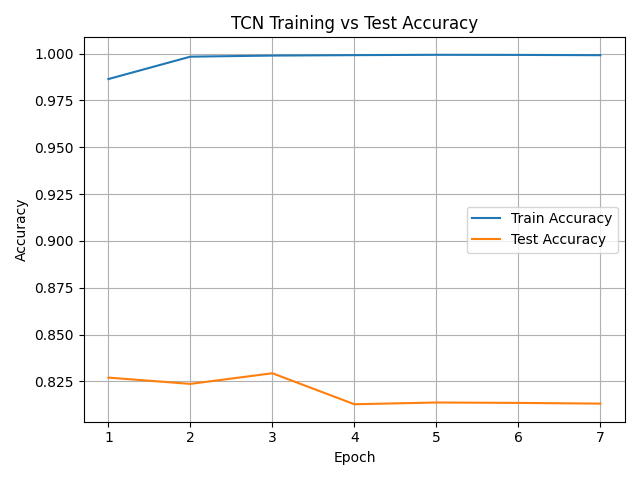 TCN Training vs Test Accuracy
1.000
0.975
0.950
0.925
0.900
0.875
0.850
0.825
Accuracy
Train Accuracy
Test Accuracy
1 2 3 4 5 6 7
Epoch